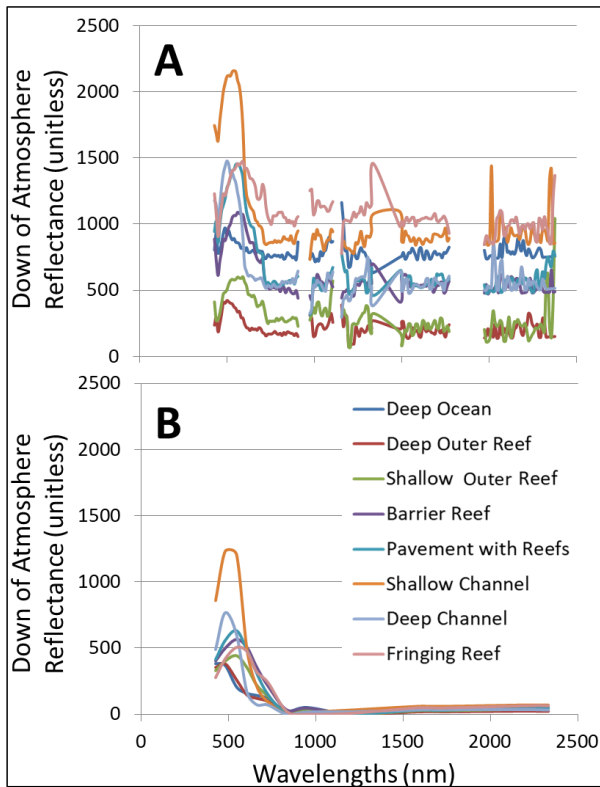 A
Down of Atmosphere
Reflectance (unitless)
2500
2000
1500
1000
500
0
B
Down of Atmosphere
Reflectance (unitless)
2500
2000
1500
1000
500
0
Deep Ocean
Deep Outer Reef
Shallow Outer Reef
Barrier Reef
Pavement with Reefs
Shallow Channel
Deep Channel
Fringing Reef
0 500 1000 1500 2000 2500
Wavelengths (nm)